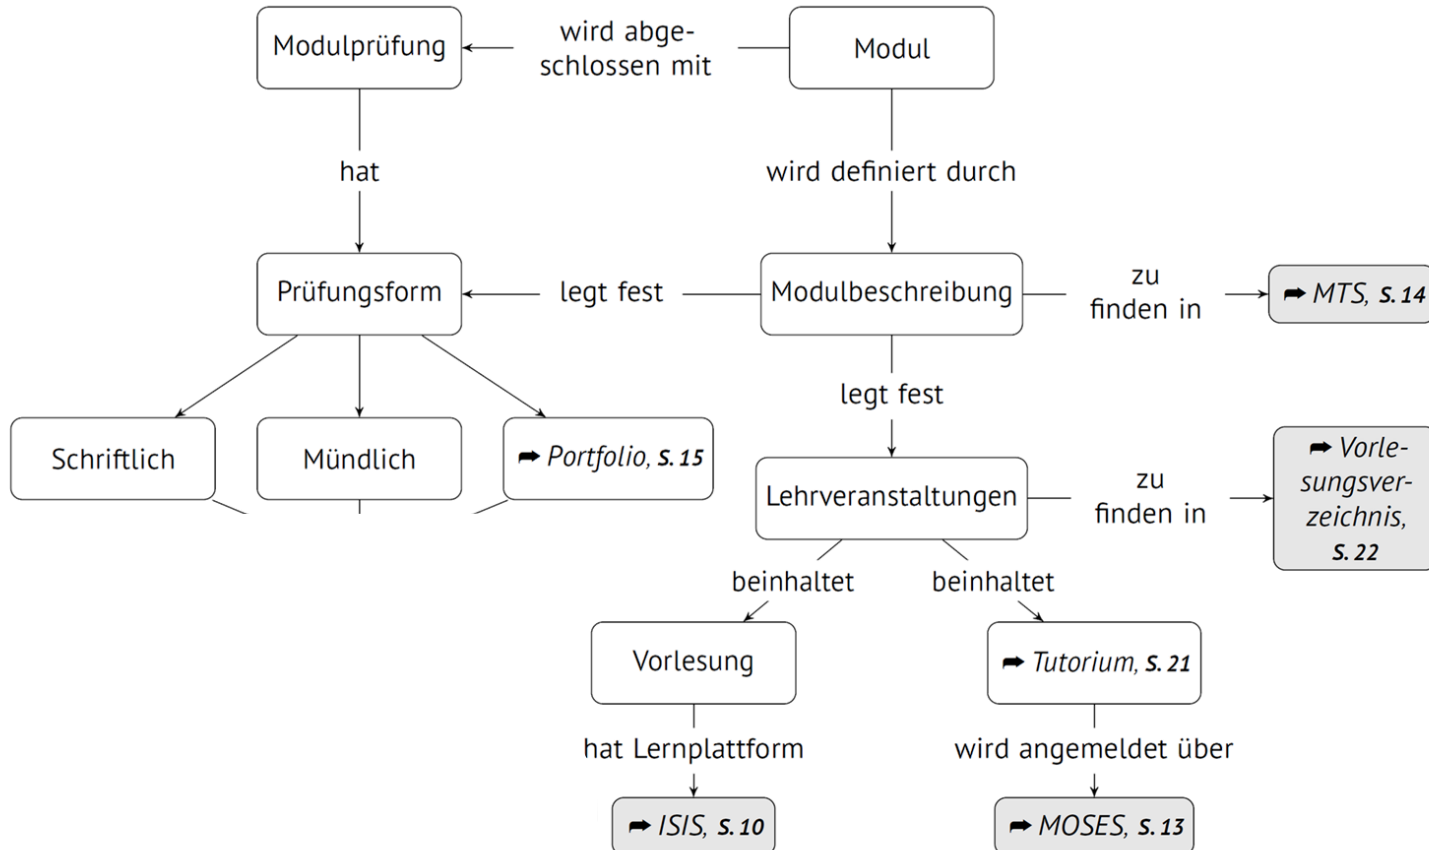 Modulprüfung
wird abge-
schlossen mit
Modul
hat
wird definiert durch
Prüfungsform
legt fest
Modulbeschreibung
zu
finden in
➦ MTS, S. 14
legt fest
Schriftlich
Mündlich
➦ Portfolio, S. 15
Lehrveranstaltungen
zu
finden in
➦ Vorle-
sungsver-
zeichnis,
S. 22
beinhaltet
beinhaltet
Vorlesung
➦ Tutorium, S. 21
hat Lernplattform
wird angemeldet über
➦ ISIS, S. 10
➦ MOSES, S. 13